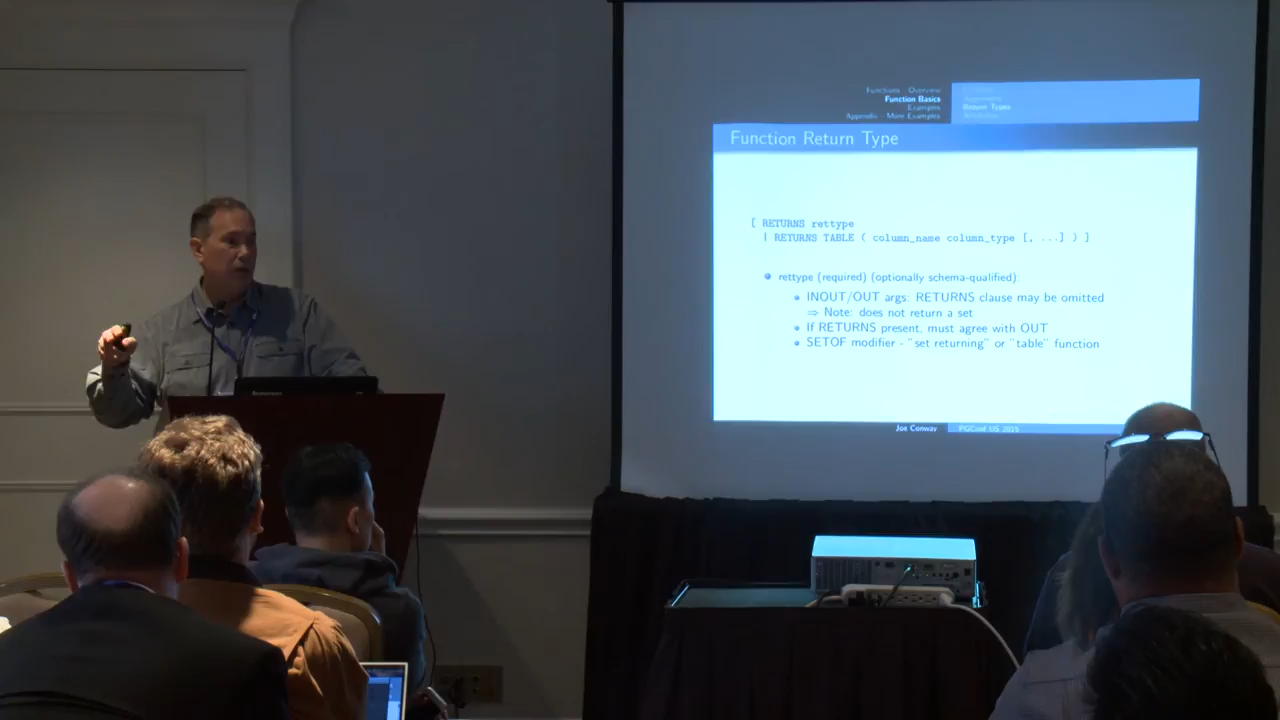 Functions - Overview
Function Basics
Examples
Appendix - More Examples
Return Types
Function Return Type
[ RETURNS rettype
| RETURNS TABLE ( column_name column_type [, ...] ) ]
rettype (required) (optionally schema-qualified):
INOUT/OUT args: RETURNS clause may be omitted
⇒ Note: does not return a set
If RETURNS present, must agree with OUT
SETOF modifier - "set returning" or "table" function
Joe Conway
PGConf US 2015